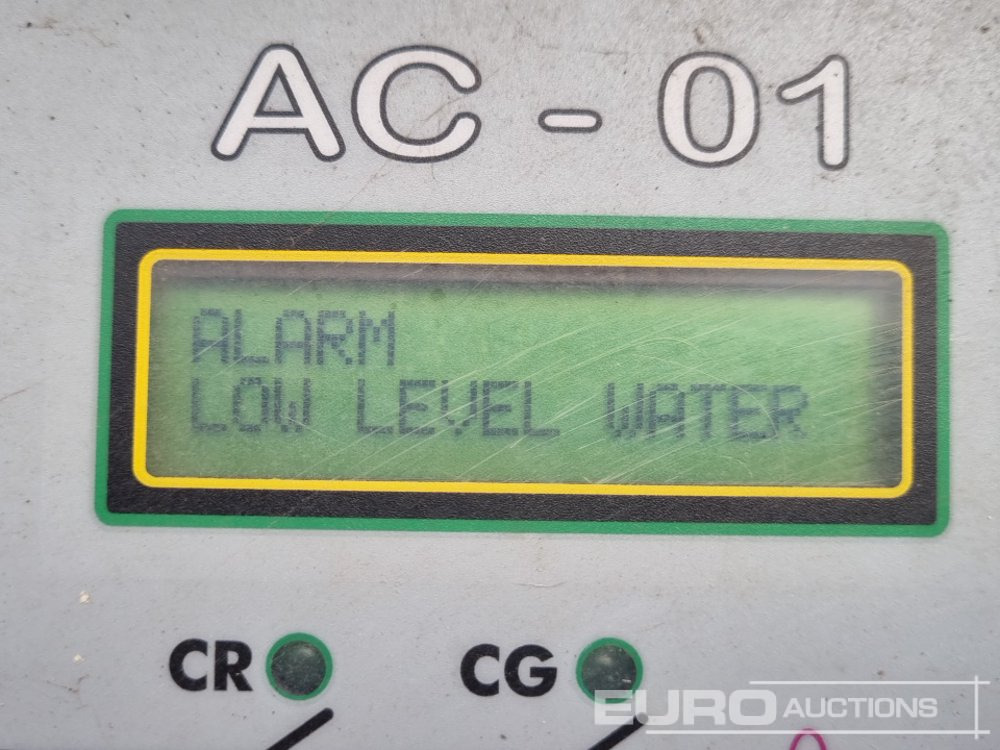 AC - 01
ALARM
LOW LEVEL WATER
CR CG
EURO AUCTIONS